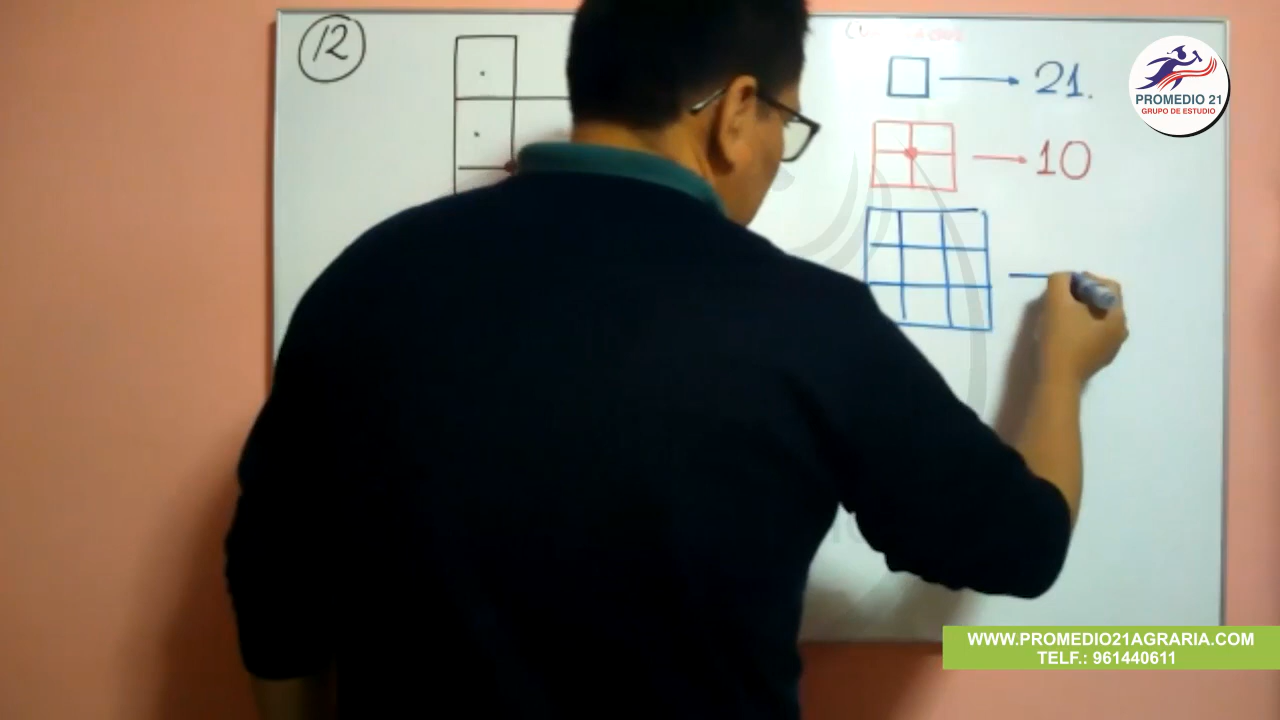 12
21.
10
PROMEDIO 21
GRUPO DE ESTUDIO
WWW.PROMEDIO21AGRARIA.COM
TELF.: 961440611